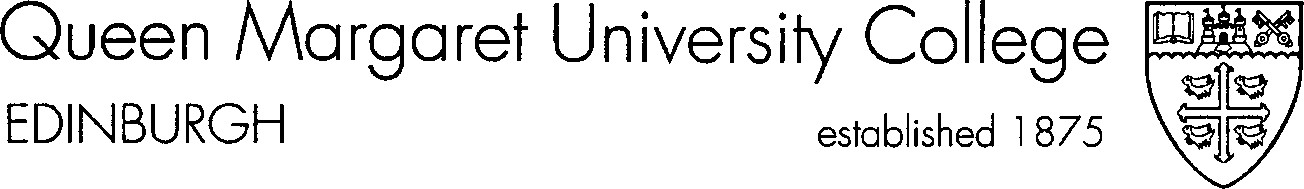 Queen Margaret University College
EDINBURGH
established 1875